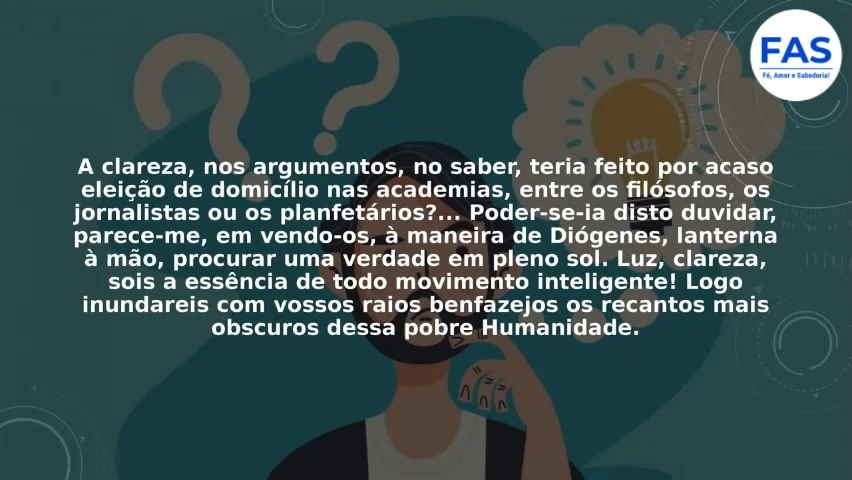 FAS
Fé, Amor e Sabedoria!
A clareza, nos argumentos, no saber, teria feito por acaso
eleição de domicílio nas academias, entre os filósofos, os
jornalistas ou os planfetários?... Poder-se-ia disto duvidar,
parece-me, em vendo-os, à maneira de Diógenes, lanterna
à mão, procurar uma verdade em pleno sol. Luz, clareza,
sois a essência de todo movimento inteligente! Logo
inundareis com vossos raios benfazejos os recantos mais
obscuros dessa pobre Humanidade.